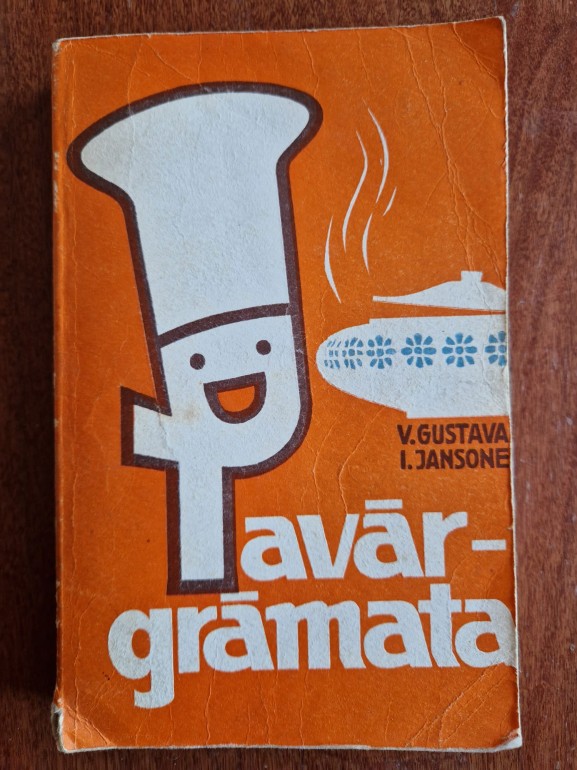 V. GUSTAVA
I. JANSONE
Pavār-
grāmata